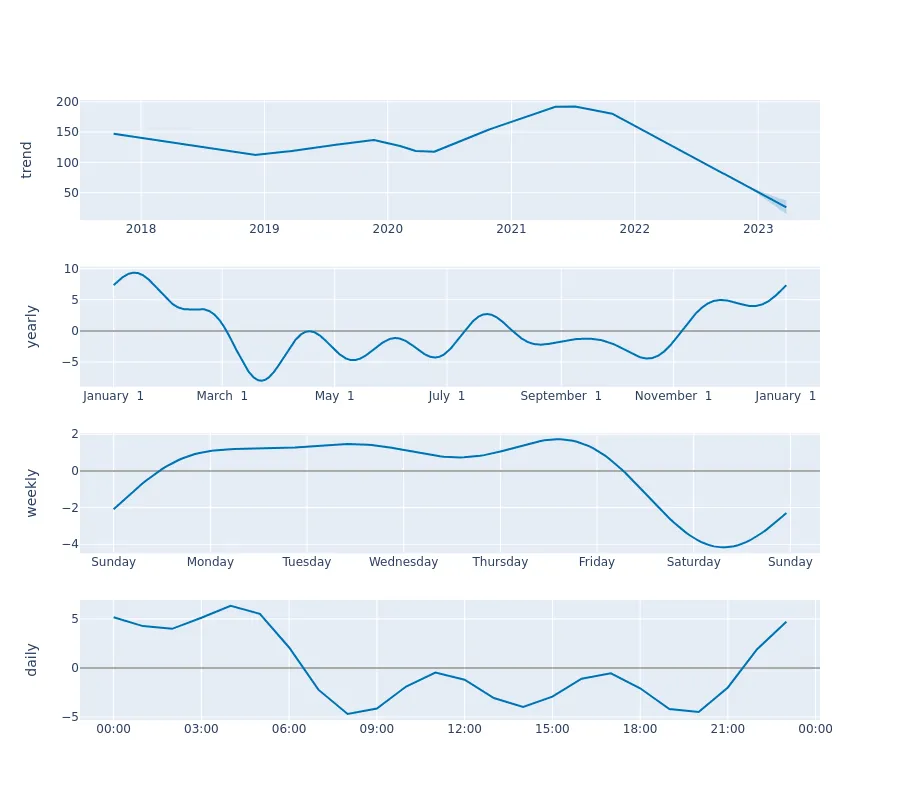 200
150
100
50
trend
2018 2019 2020 2021 2022 2023
10
5
0
−5
yearly
January 1 March 1 May 1 July 1 September 1 November 1 January 1
2
0
−2
−4
weekly
Sunday Monday Tuesday Wednesday Thursday Friday Saturday Sunday
5
0
−5
daily
00:00 03:00 06:00 09:00 12:00 15:00 18:00 21:00 00:00